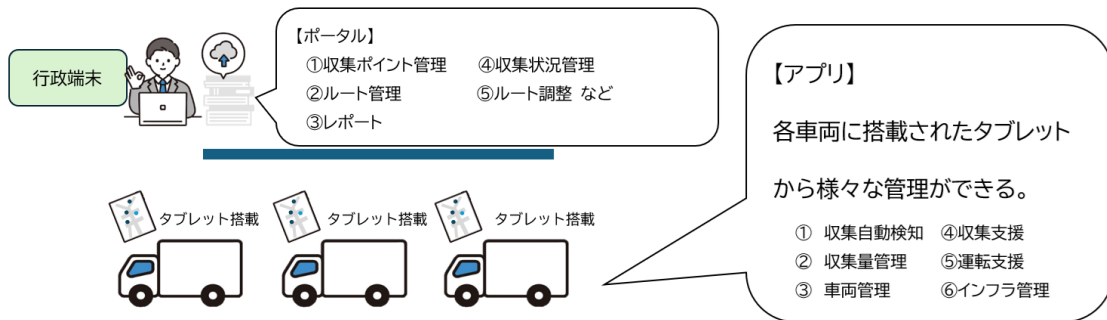 行政端末
【ポータル】
①収集ポイント管理 ④収集状況管理
②ルート管理 ⑤ルート調整 など
③レポート
タブレット搭載
タブレット搭載
タブレット搭載
【アプリ】
各車両に搭載されたタブレット
から様々な管理ができる。
① 収集自動検知 ④収集支援
② 収集量管理 ⑤運転支援
③ 車両管理 ⑥インフラ管理